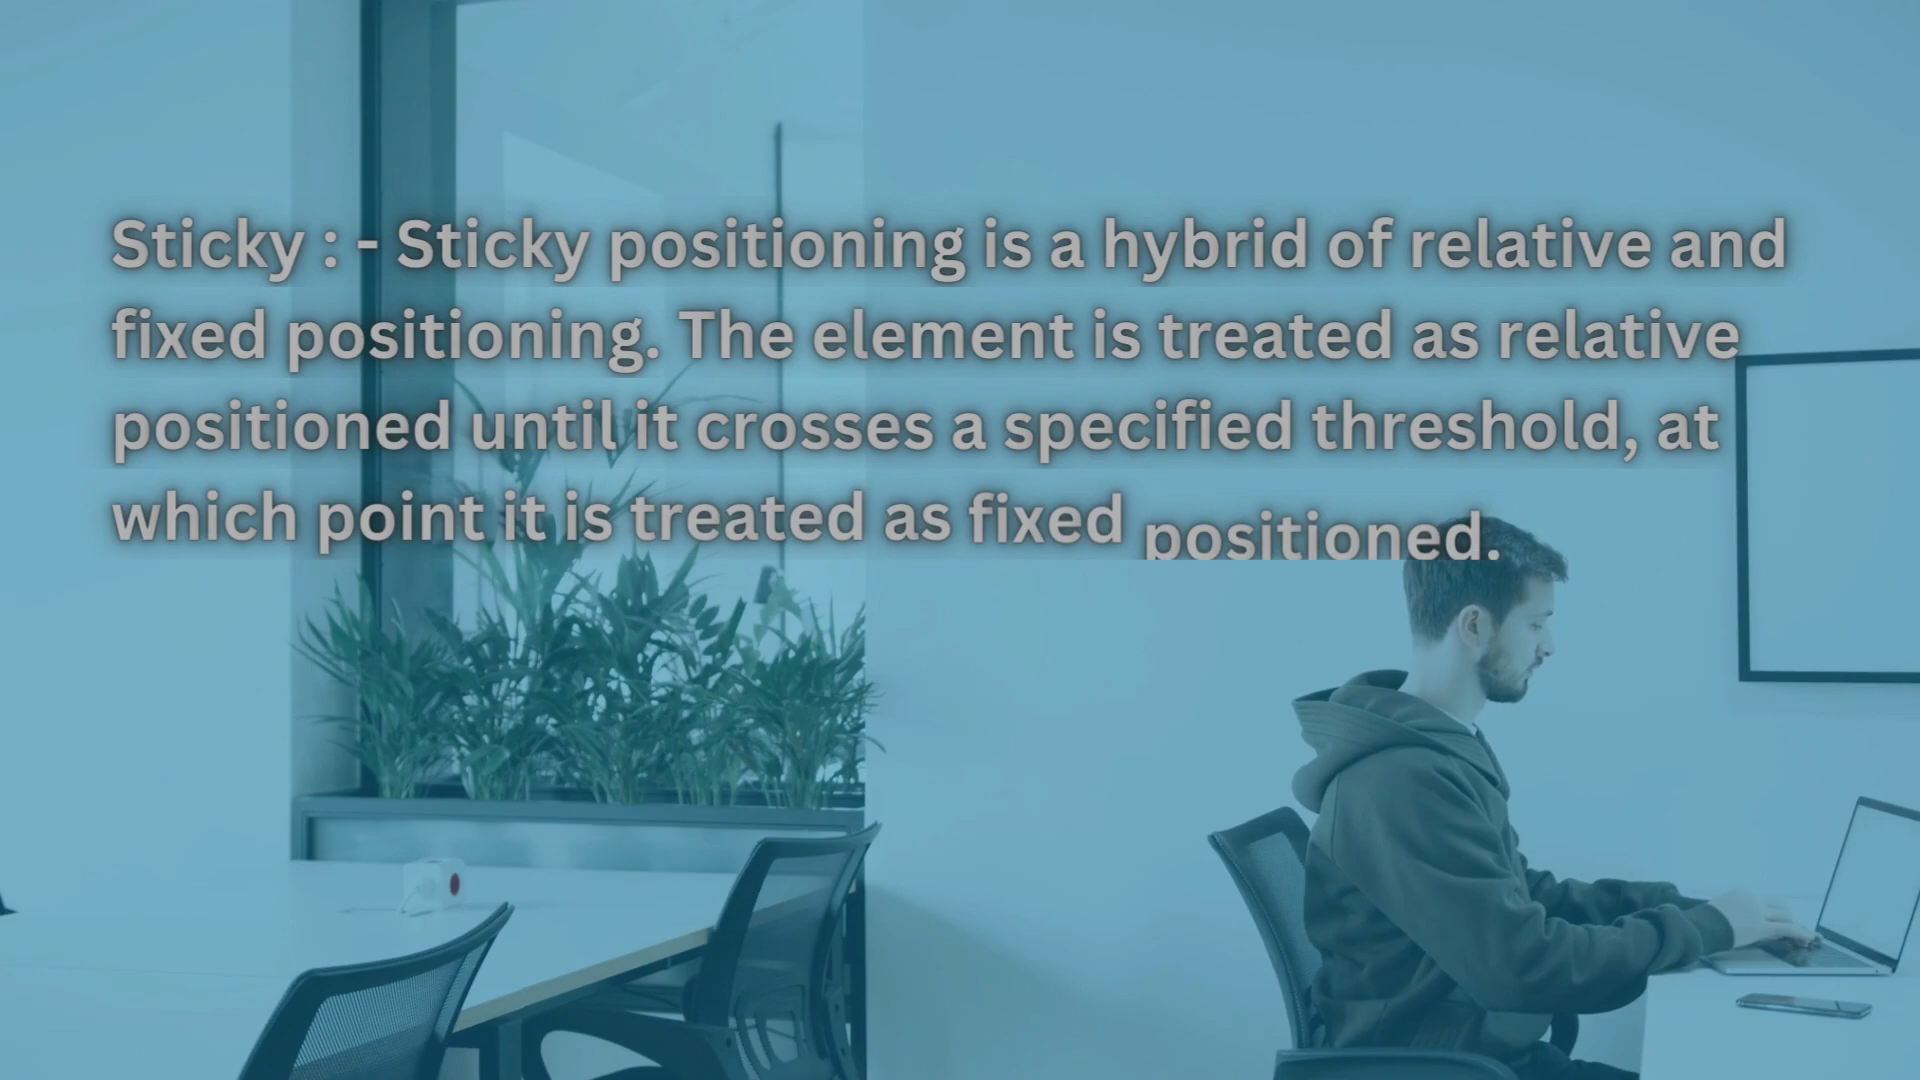 Sticky : - Sticky positioning is a hybrid of relative and
fixed positioning. The element is treated as relative
positioned until it crosses a specified threshold, at
which point it is treated as fixed positioned.